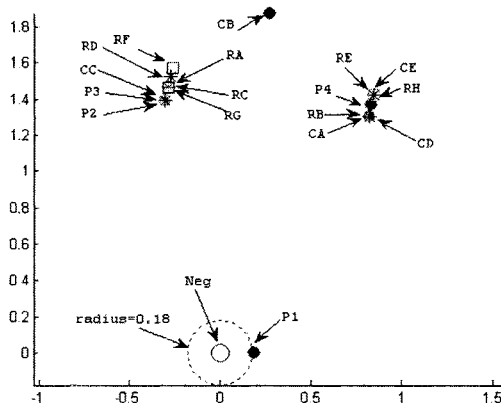 1.8
1.6
1.4
1.2
1
0.8
0.6
0.4
0.2
0
-1
-0.5
0
0.5
1
1.5
CB
RF
RD
CC
P3
P2
RA
RC
RG
RE
CE
P4
RH
RB
CA
CD
Neg
radius=0.18
P1